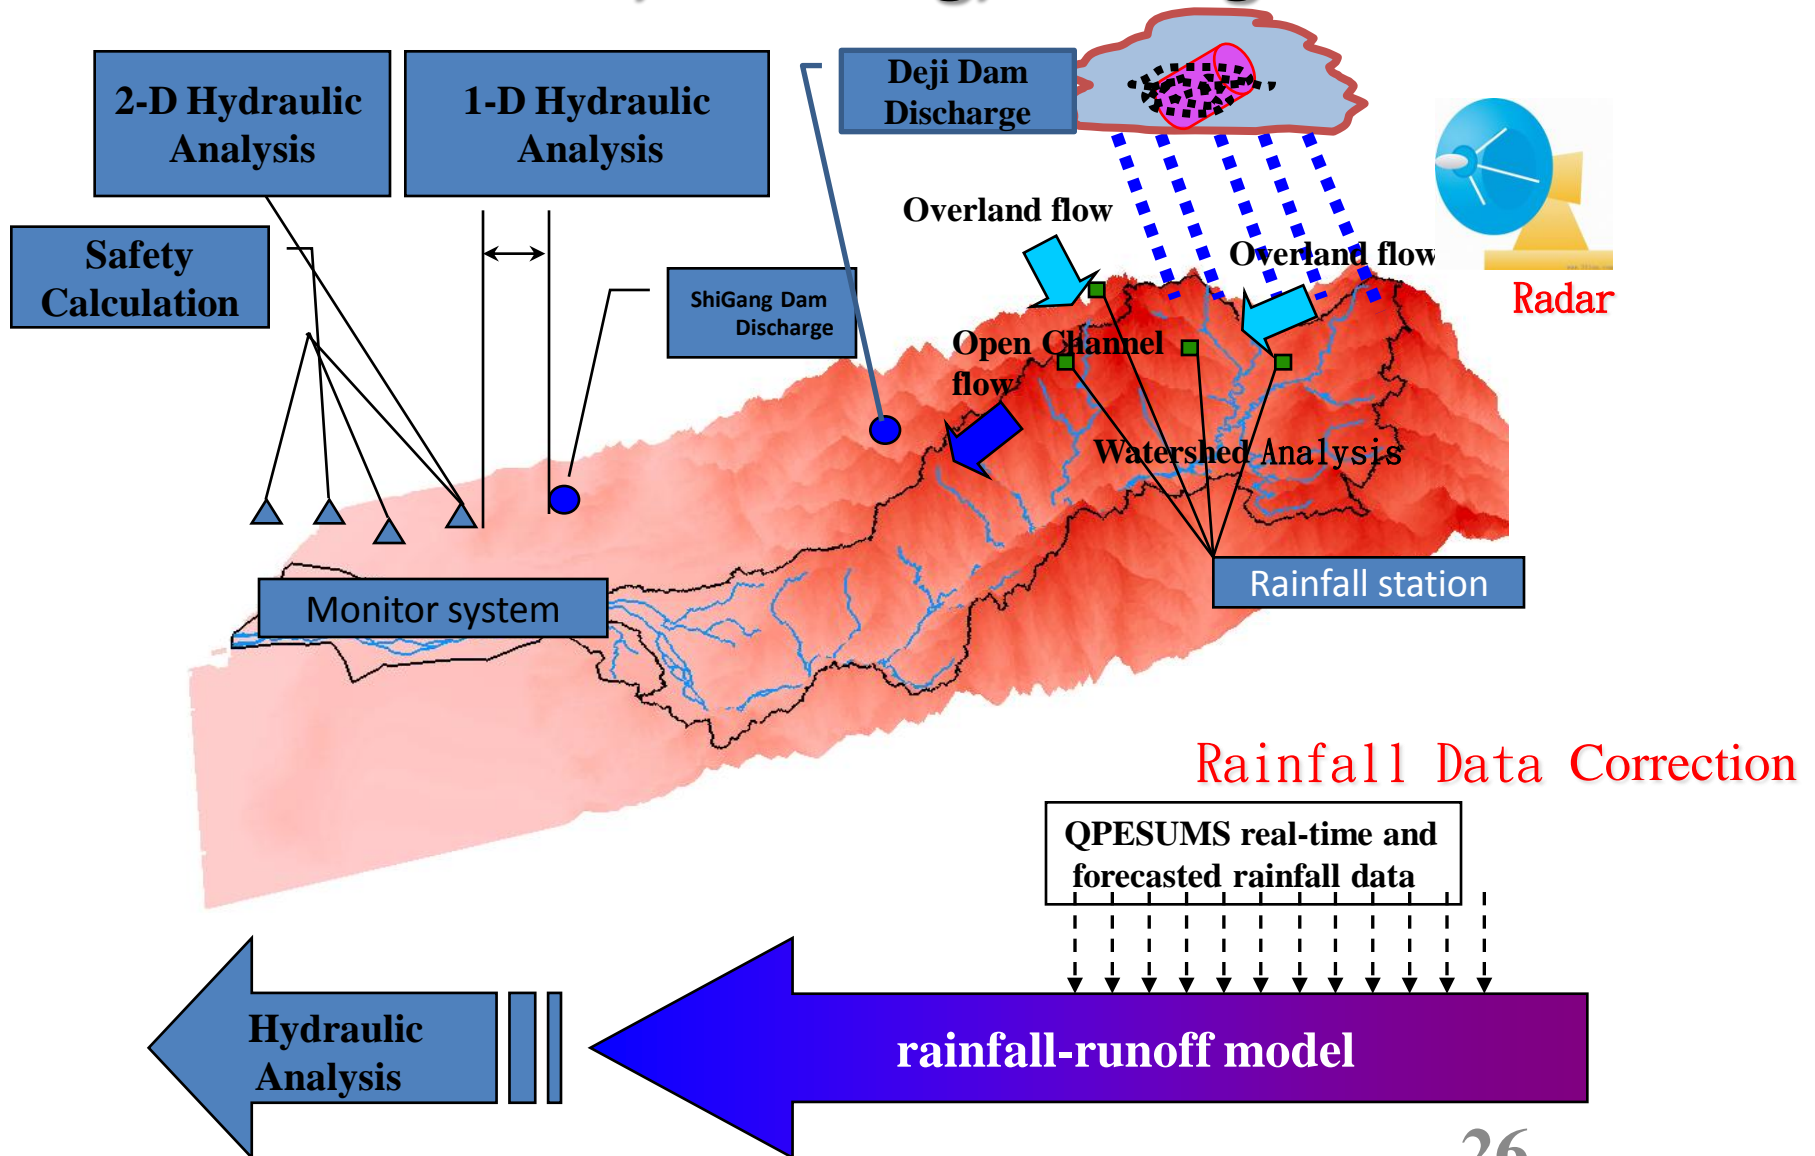 2-D Hydraulic
Analysis
1-D Hydraulic
Analysis
Deji Dam
Discharge
Safety
Calculation
Overland flow
Overland flow
Radar
ShiGang Dam
Discharge
Open Channel
flow
Watershed Analysis
Rainfall station
Monitor system
Rainfall Data Correction
QPESUMS real-time and
forecasted rainfall data
Hydraulic
Analysis
rainfall-runoff model
26